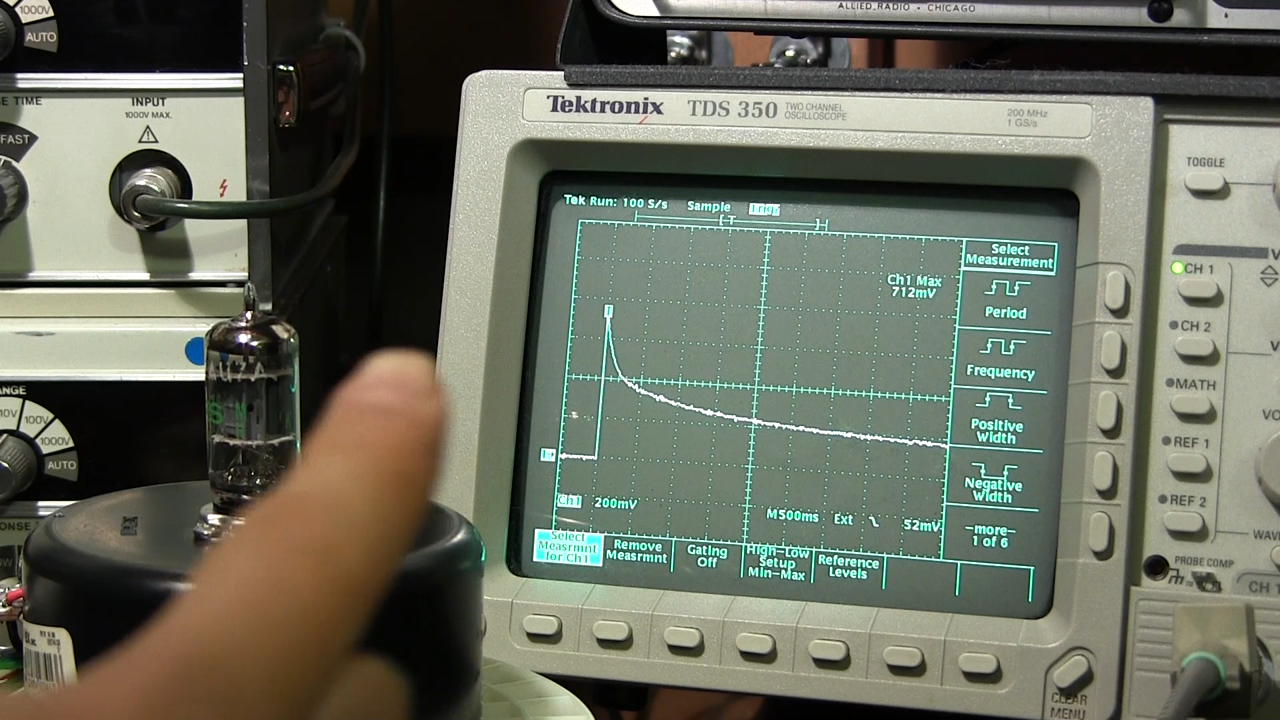 1000V
AUTO
INPUT
1000V MAX.
FAST
RANGE
10V
100V
1000V
AUTO
ALLIED RADIO • CHICAGO
Tektronix TDS 350 TWO CHANNEL OSCILLOSCOPE
200 MHz
1 GS/s
Tek Run: 100 S/s Sample Trig?
Select Measurement
Ch1 Max
712mV
Period
Frequency
Positive Width
Negative Width
-more-
1 of 6
Ch1 200mV
M500ms Ext 52mV
Select Measrmnt for Ch1
Remove Measrmnt
Gating Off
High-Low Setup Min-Max
Reference Levels
TOGGLE
CH 1
CH 2
MATH
REF 1
REF 2
PROBE COMP
CLEAR MENU